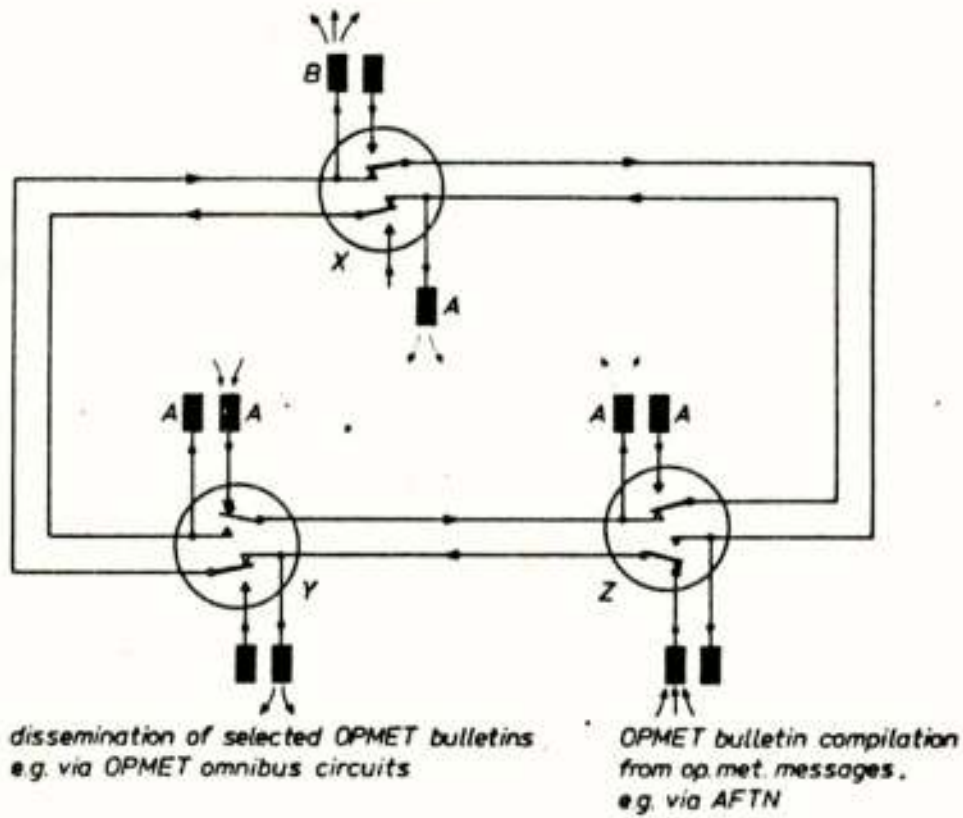 B
X
A
A A
A A
Y
Z
dissemination of selected OPMET bulletins
e.g. via OPMET omnibus circuits
OPMET bulletin compilation
from op.met. messages.
e.g. via AFTN